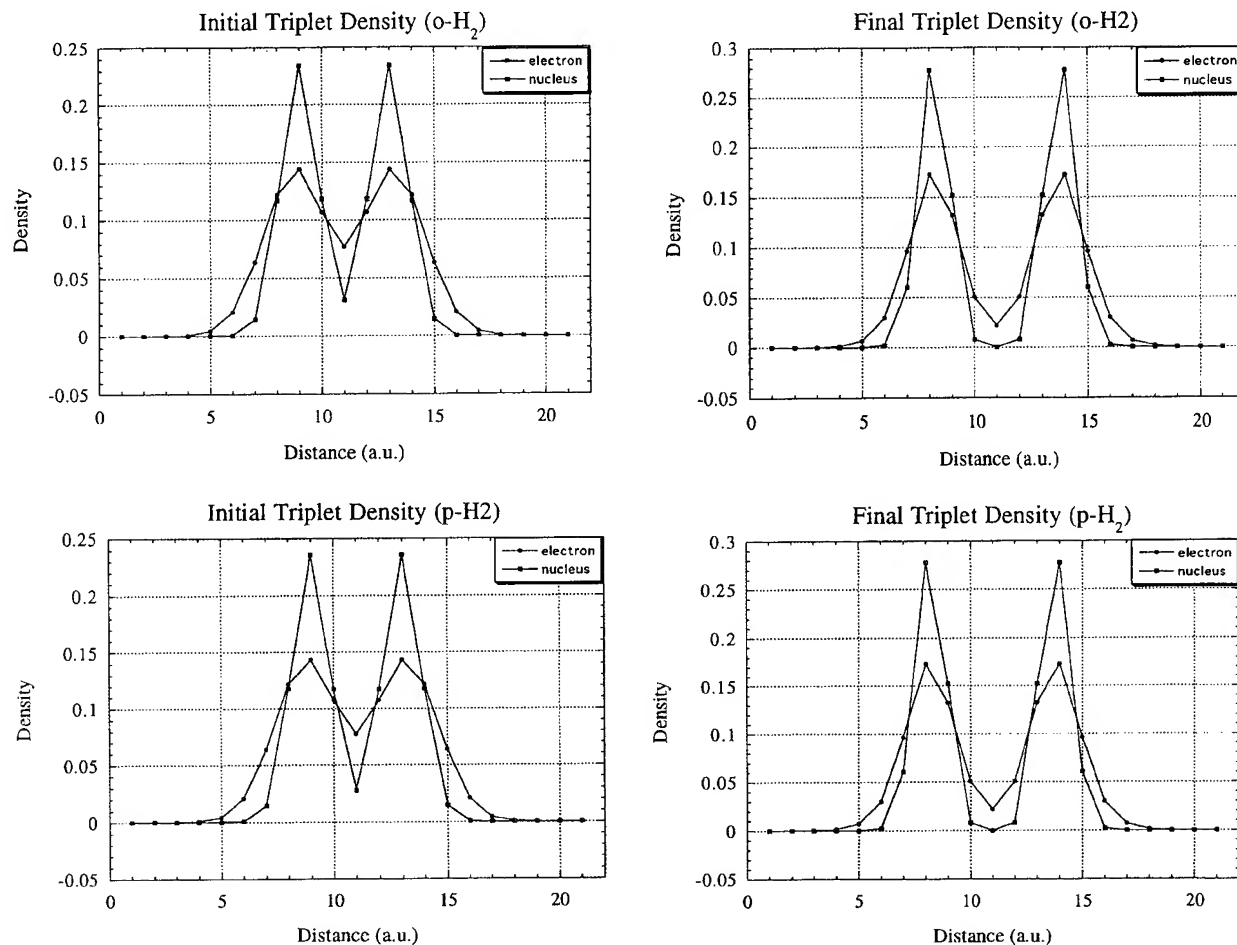 Initial Triplet Density (o-H₂)
0.25
0.2
0.15
0.1
0.05
0
-0.05
Density
electron
nucleus
0
5
10
15
20
Distance (a.u.)
Final Triplet Density (o-H2)
0.3
0.25
0.2
0.15
0.1
0.05
0
-0.05
Density
electron
nucleus
0
5
10
15
20
Distance (a.u.)
Initial Triplet Density (p-H2)
0.25
0.2
0.15
0.1
0.05
0
-0.05
Density
electron
nucleus
0
5
10
15
20
Distance (a.u.)
Final Triplet Density (p-H₂)
0.3
0.25
0.2
0.15
0.1
0.05
0
-0.05
Density
electron
nucleus
0
5
10
15
20
Distance (a.u.)